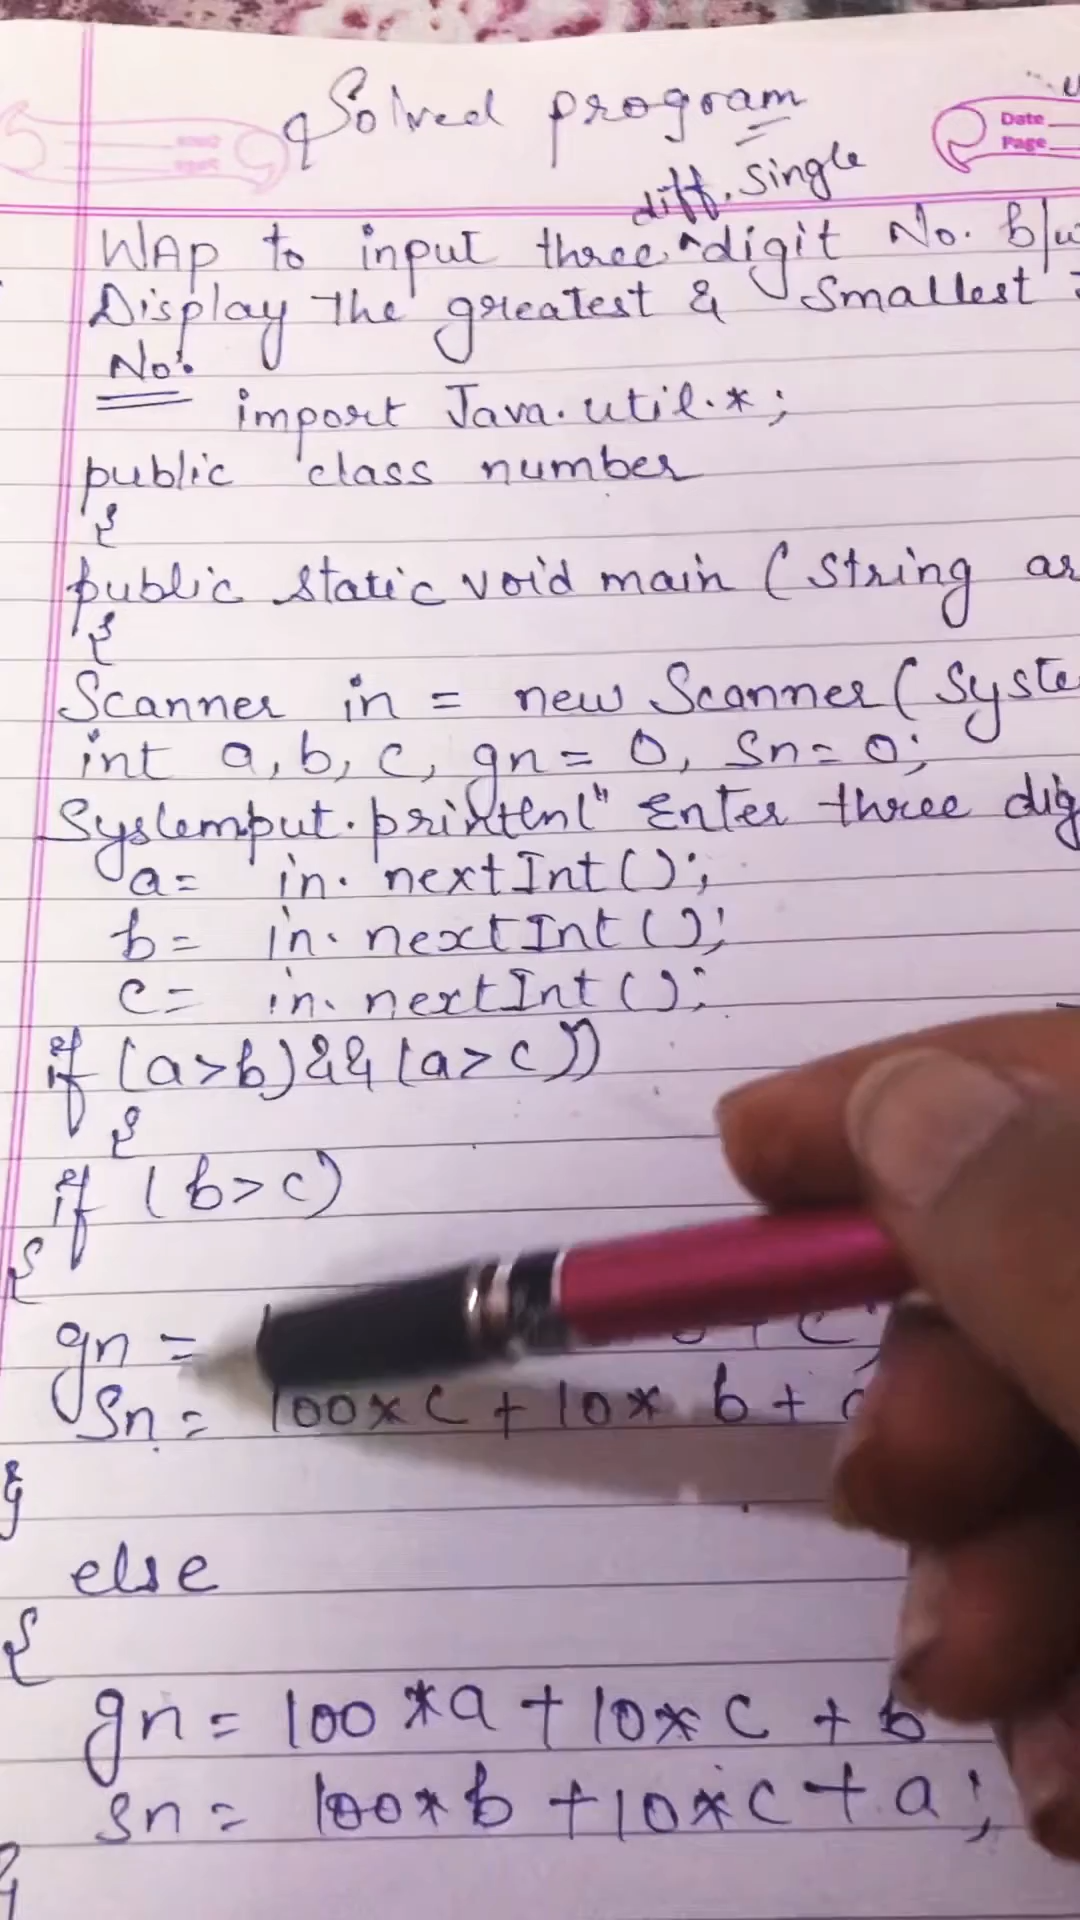 Solved program
Date
Page
diff. single
WAP to input three digit No. b/w
Display the greatest & Smallest
No.
import Java.util.*;
public class number
{
public static void main (String ar
{
Scanner in = new Scanner (Syste
int a, b, c, gn = 0, Sn = 0;
System.out.println(" Enter three dig
a = in. nextInt ();
b = in. nextInt ();
c = in. nextInt ();
if (a>b)&&(a>c))
{
if (b>c)
{
gn = + c;
Sn = 100*c + 10* b +
}
else
{
gn = 100 *a + 10* c + b
sn = 100* b + 10*c + a;
}